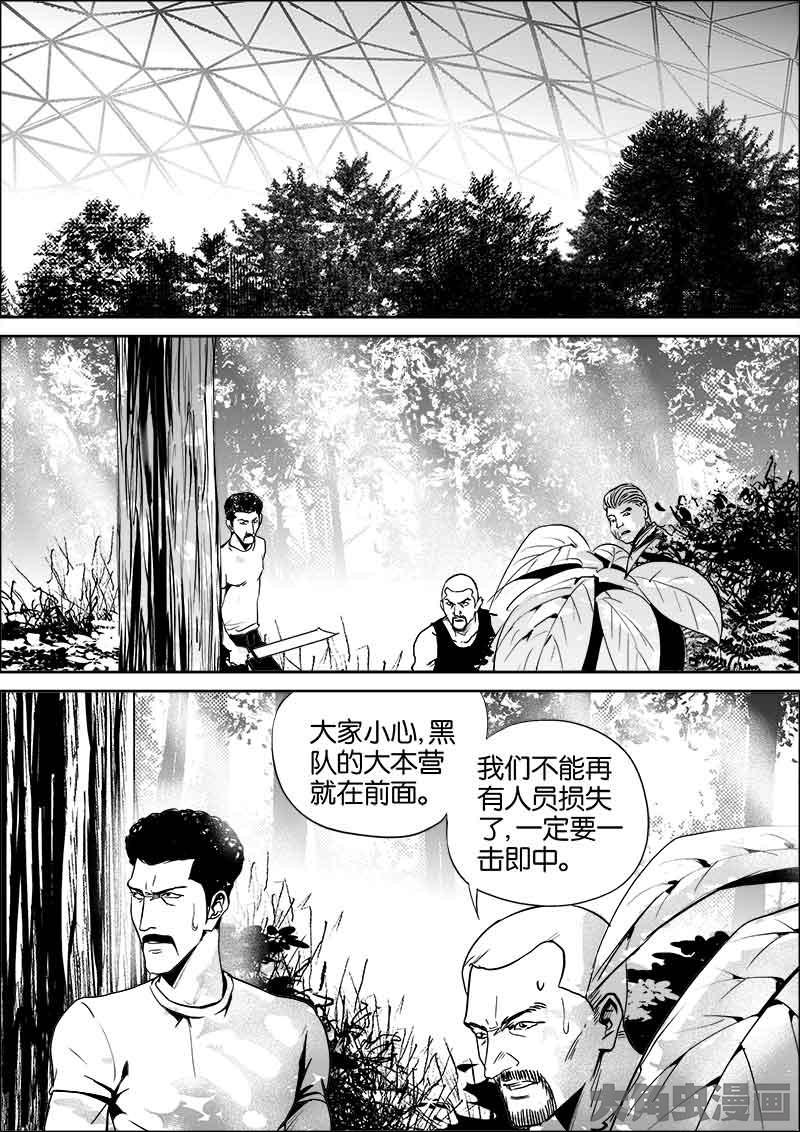 大家小心,黑
队的大本营
就在前面。
我们不能再
有人员损失
了,一定要一
击即中。
大角虫漫画